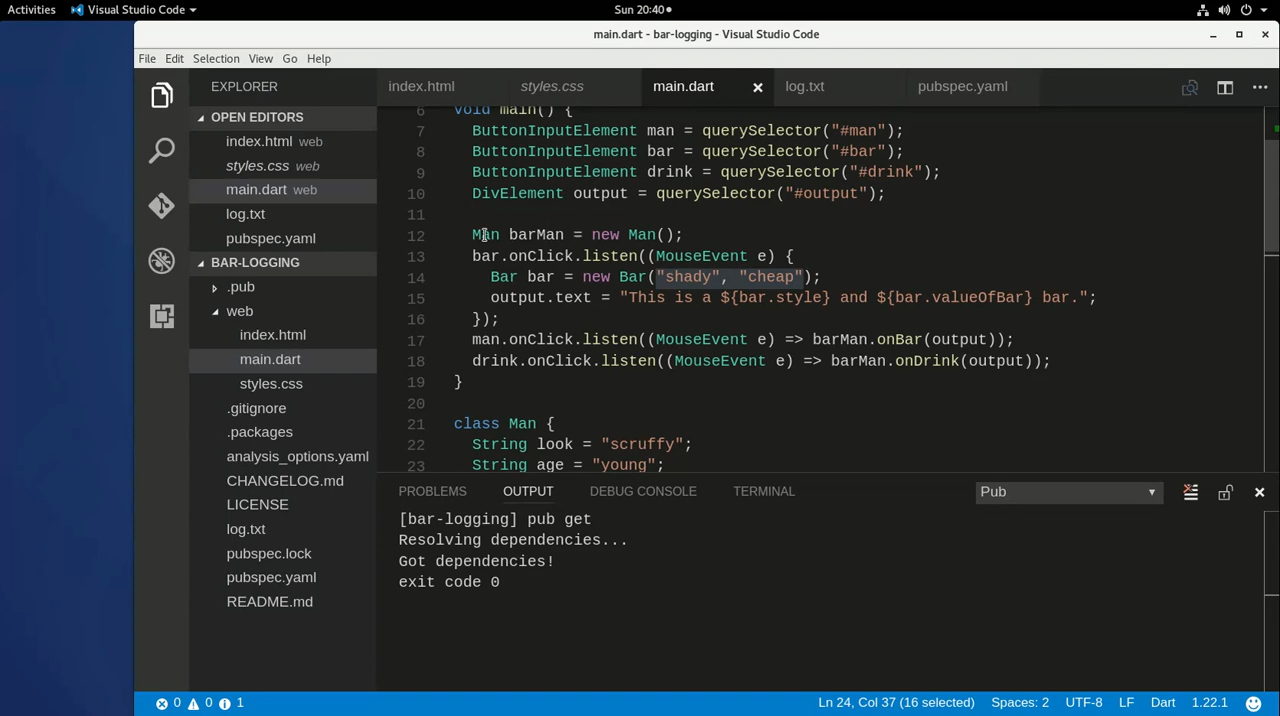 Activities Visual Studio Code Sun 20:40
main.dart - bar-logging - Visual Studio Code
File Edit Selection View Go Help
EXPLORER
OPEN EDITORS
index.html web
styles.css web
main.dart web
log.txt
pubspec.yaml
BAR-LOGGING
.pub
web
index.html
main.dart
styles.css
.gitignore
.packages
analysis_options.yaml
CHANGELOG.md
LICENSE
log.txt
pubspec.lock
pubspec.yaml
README.md
index.html styles.css main.dart log.txt pubspec.yaml
6 void main() {
7 ButtonInputElement man = querySelector("#man");
8 ButtonInputElement bar = querySelector("#bar");
9 ButtonInputElement drink = querySelector("#drink");
10 DivElement output = querySelector("#output");
11
12 Man barMan = new Man();
13 bar.onClick.listen((MouseEvent e) {
14 Bar bar = new Bar("shady", "cheap");
15 output.text = "This is a ${bar.style} and ${bar.valueOfBar} bar.";
16 });
17 man.onClick.listen((MouseEvent e) => barMan.onBar(output));
18 drink.onClick.listen((MouseEvent e) => barMan.onDrink(output));
19 }
20
21 class Man {
22 String look = "scruffy";
23 String age = "young";
PROBLEMS OUTPUT DEBUG CONSOLE TERMINAL Pub
[bar-logging] pub get
Resolving dependencies...
Got dependencies!
exit code 0
0 0 1 Ln 24, Col 37 (16 selected) Spaces: 2 UTF-8 LF Dart 1.22.1